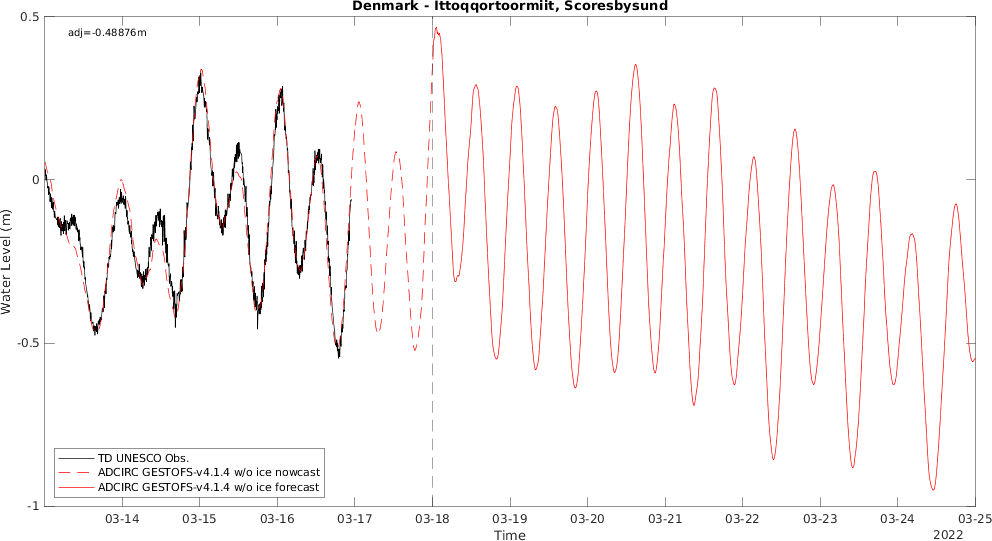 Denmark - Ittoqqortoormiit, Scoresbysund
adj=-0.48876m
0.5
0
-0.5
-1
Water Level (m)
TD UNESCO Obs.
ADCIRC GESTOFS-v4.1.4 w/o ice nowcast
ADCIRC GESTOFS-v4.1.4 w/o ice forecast
03-14 03-15 03-16 03-17 03-18 03-19 03-20 03-21 03-22 03-23 03-24 03-25
Time
2022